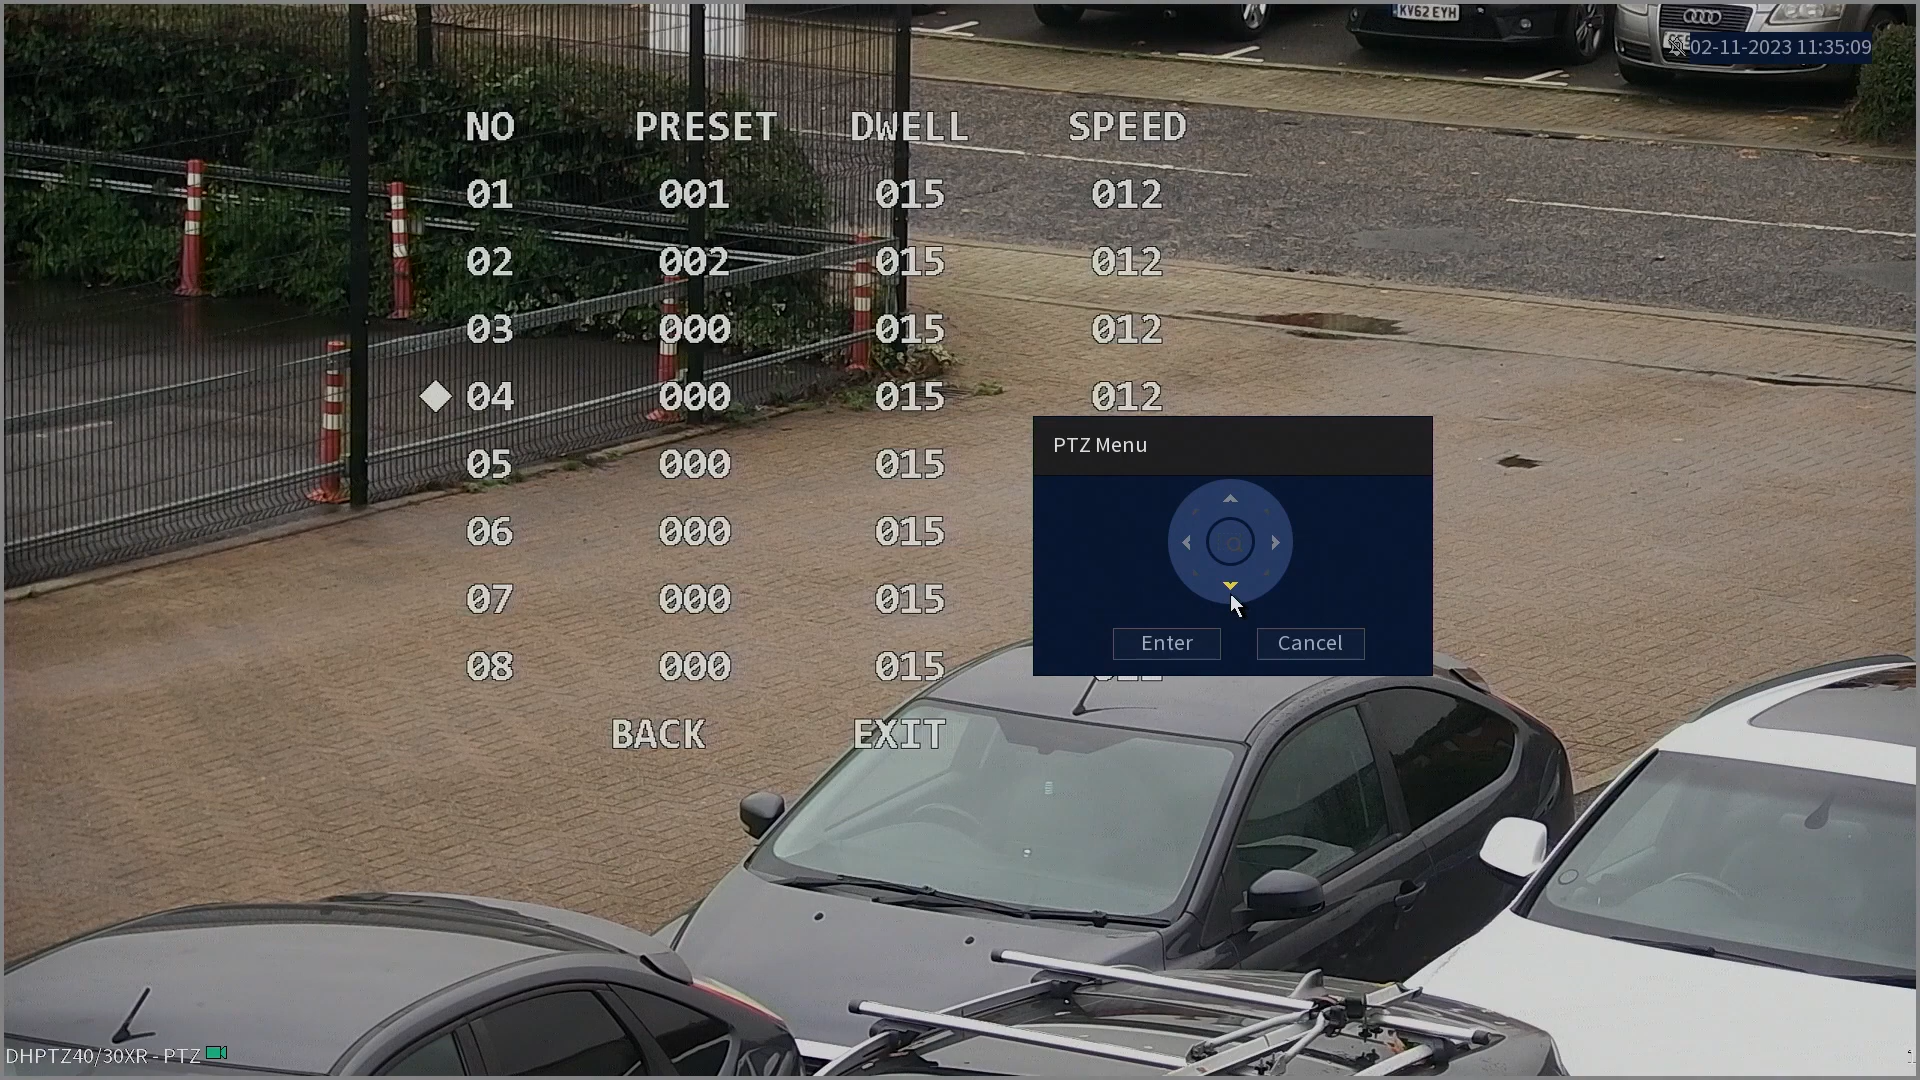 KV62 EYH
02-11-2023 11:35:09
NO PRESET DWELL SPEED
01 001 015 012
02 002 015 012
03 000 015 012
04 000 015 012
PTZ Menu
05 000 015
06 000 015
07 000 015
Enter Cancel
08 000 015
BACK EXIT
DHPTZ40/30XR - PTZ